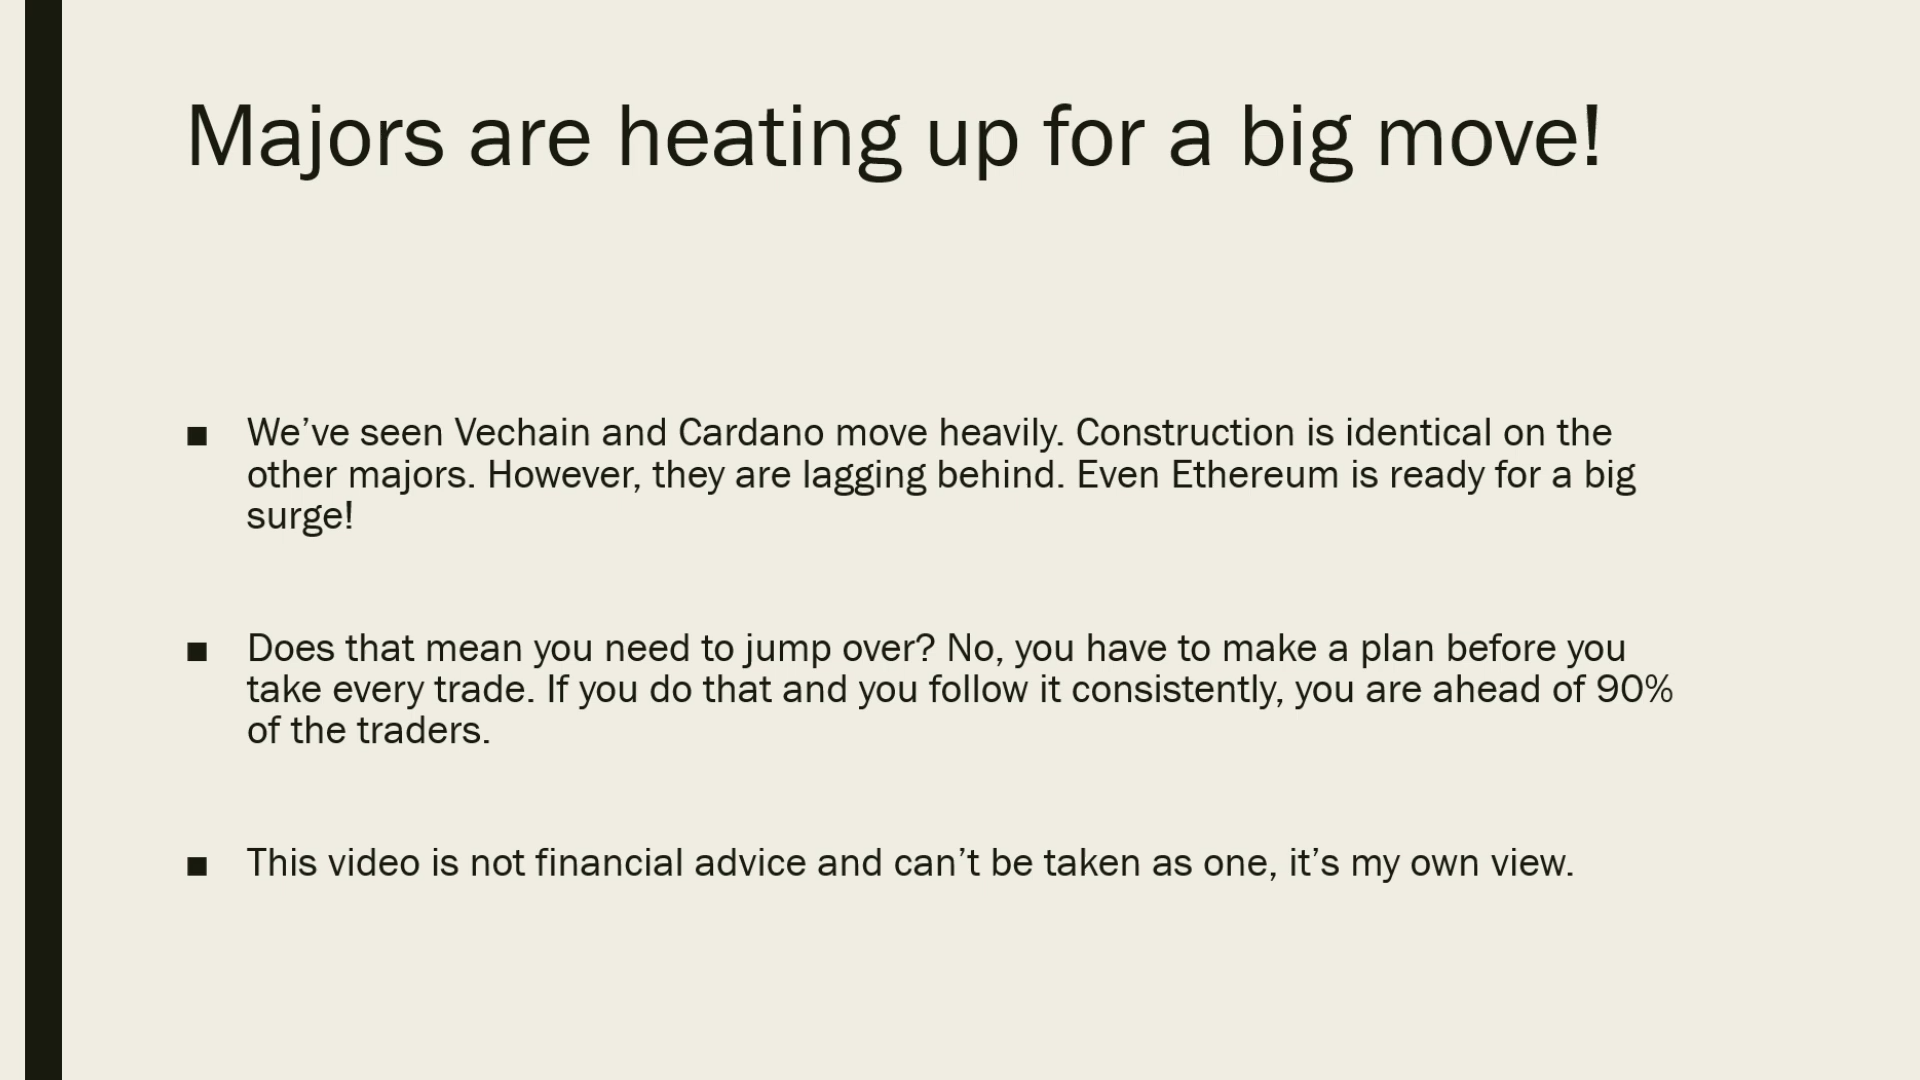 Majors are heating up for a big move!
■ We’ve seen Vechain and Cardano move heavily. Construction is identical on the
other majors. However, they are lagging behind. Even Ethereum is ready for a big
surge!
■ Does that mean you need to jump over? No, you have to make a plan before you
take every trade. If you do that and you follow it consistently, you are ahead of 90%
of the traders.
■ This video is not financial advice and can’t be taken as one, it’s my own view.